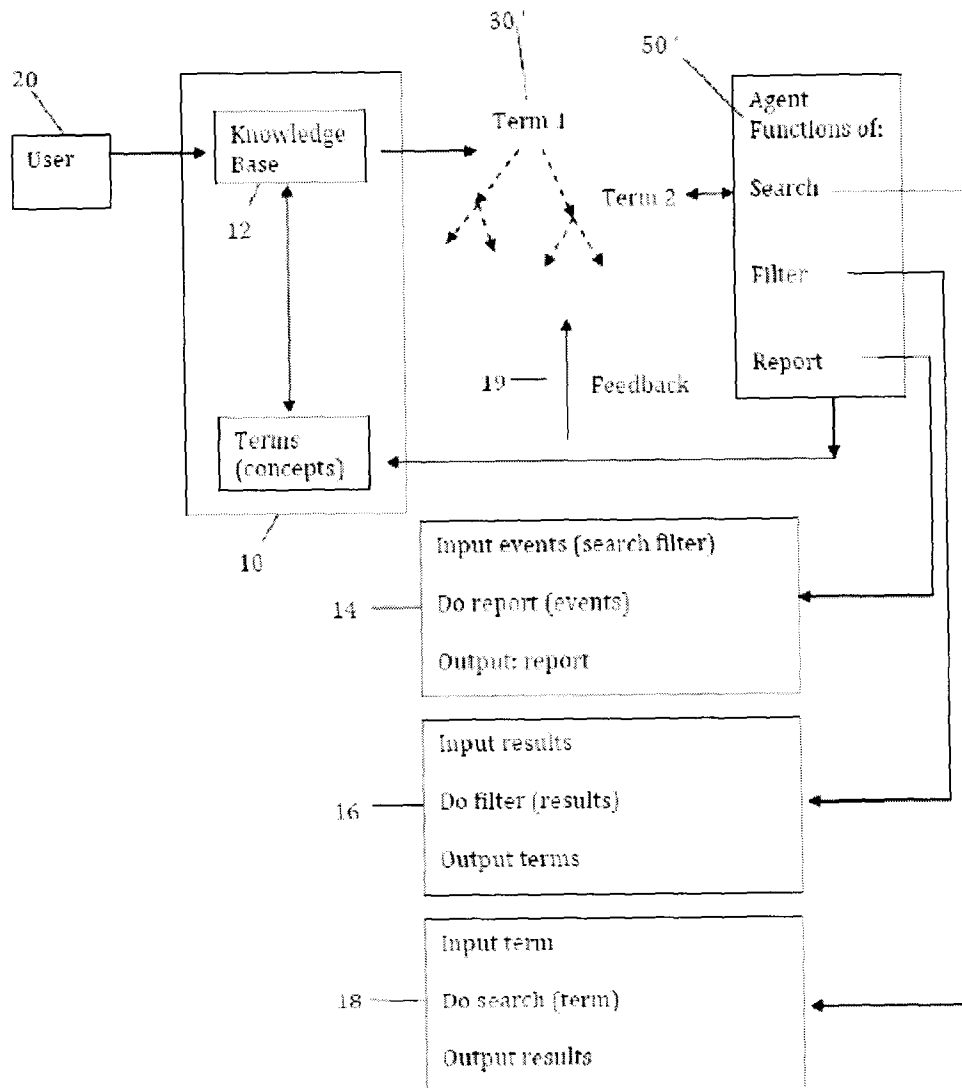 30'
50'
20
Agent
Functions of:
User
Knowledge
Base
Term 1
Search
Term 2
12
Filter
Report
19
Feedback
Terms
(concepts)
10
Input events (search filter)
14
Do report (events)
Output: report
Input results
16
Do filter (results)
Output terms
Input term
18
Do search (term)
Output results